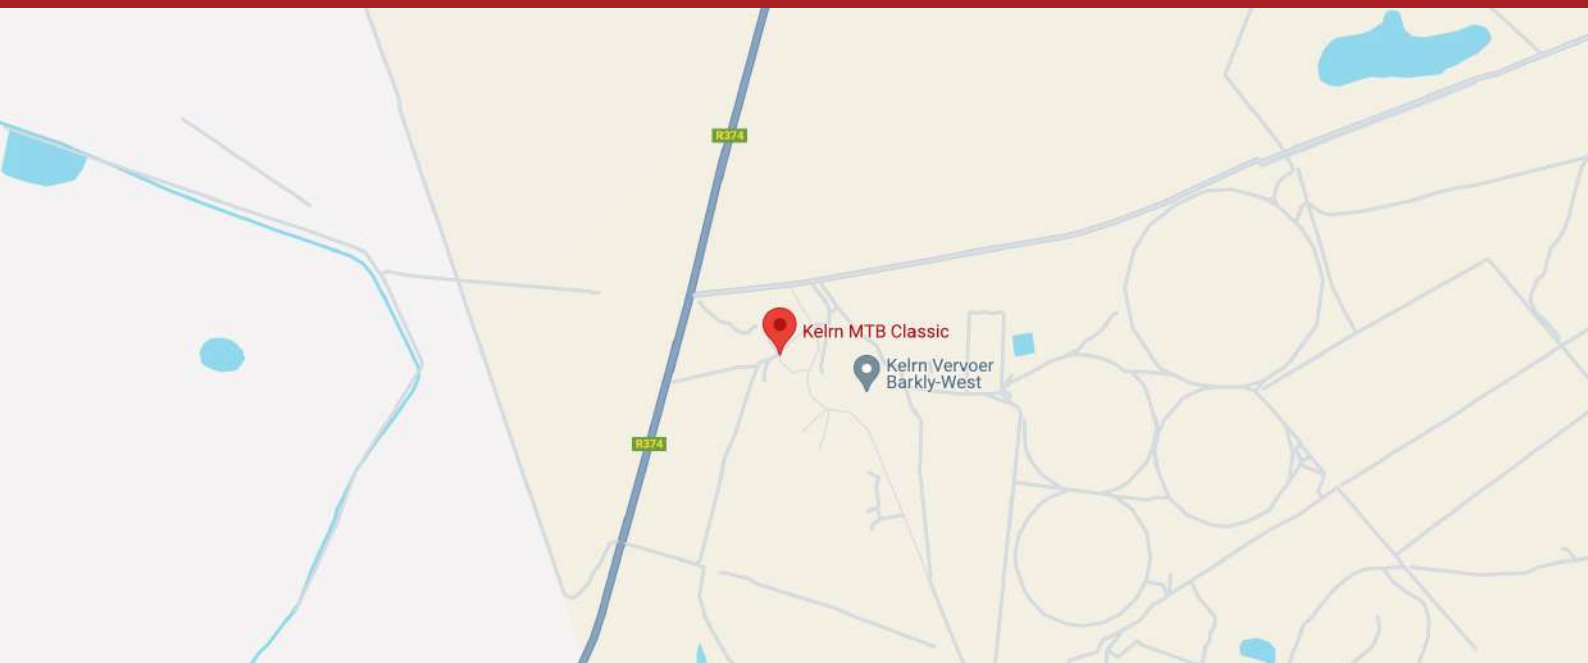 R374
Kelrn MTB Classic
Kelrn Vervoer
Barkly-West
R374